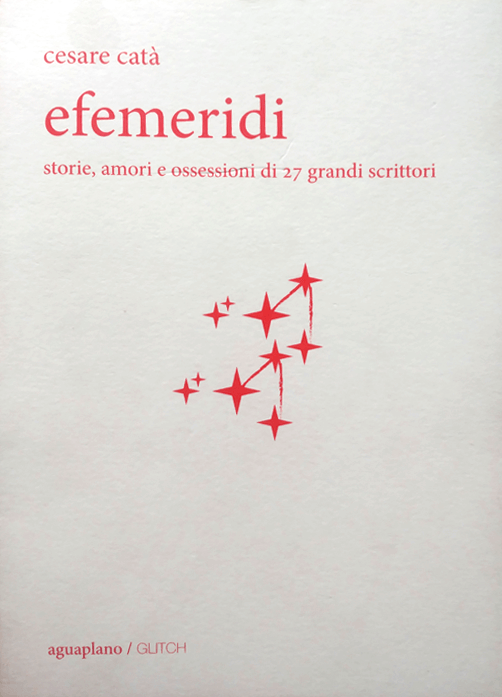 cesare catà
efemeridi
storie, amori e ossessioni di 27 grandi scrittori
aguaplano / GLITCH